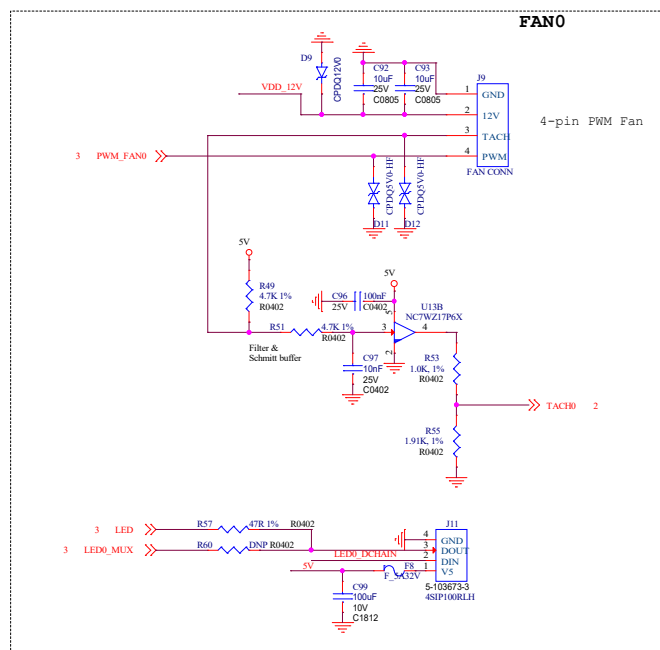 FAN0
D9
CPDQ12V0
C92
10uF
25V
C0805
C93
10uF
25V
C0805
J9
VDD_12V
1
GND
2
12V
3
TACH
4
PWM
FAN CONN
4-pin PWM Fan
3 PWM_FAN0
CPDQ5V0-HF
CPDQ5V0-HF
D11
D12
5V
R49
4.7K 1%
R0402
5V
C96
100nF
25V
C0402
U13B
NC7WZ17P6X
5
3
4
2
R51
4.7K 1%
R0402
Filter &
Schmitt buffer
C97
10nF
25V
C0402
R53
1.0K, 1%
R0402
TACH0 2
R55
1.91K, 1%
R0402
3 LED
R57
47R 1%
R0402
3 LED0_MUX
R60
DNP
R0402
LED0_DCHAIN
5V
F8
F_5A32V
C99
100uF
10V
C1812
J11
4
GND
3
DOUT
2
DIN
1
V5
5-103673-3
4SIP100RLH